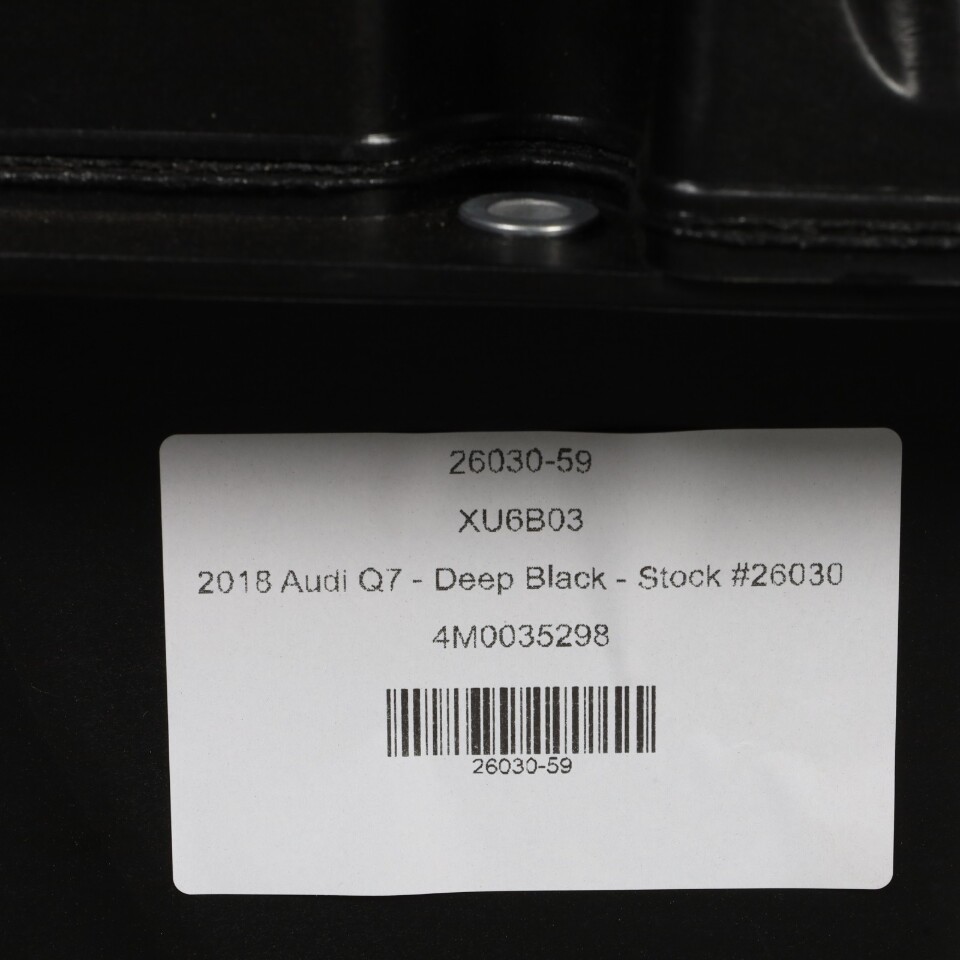 26030-59
XU6B03
2018 Audi Q7 - Deep Black - Stock #26030
4M0035298
26030-59